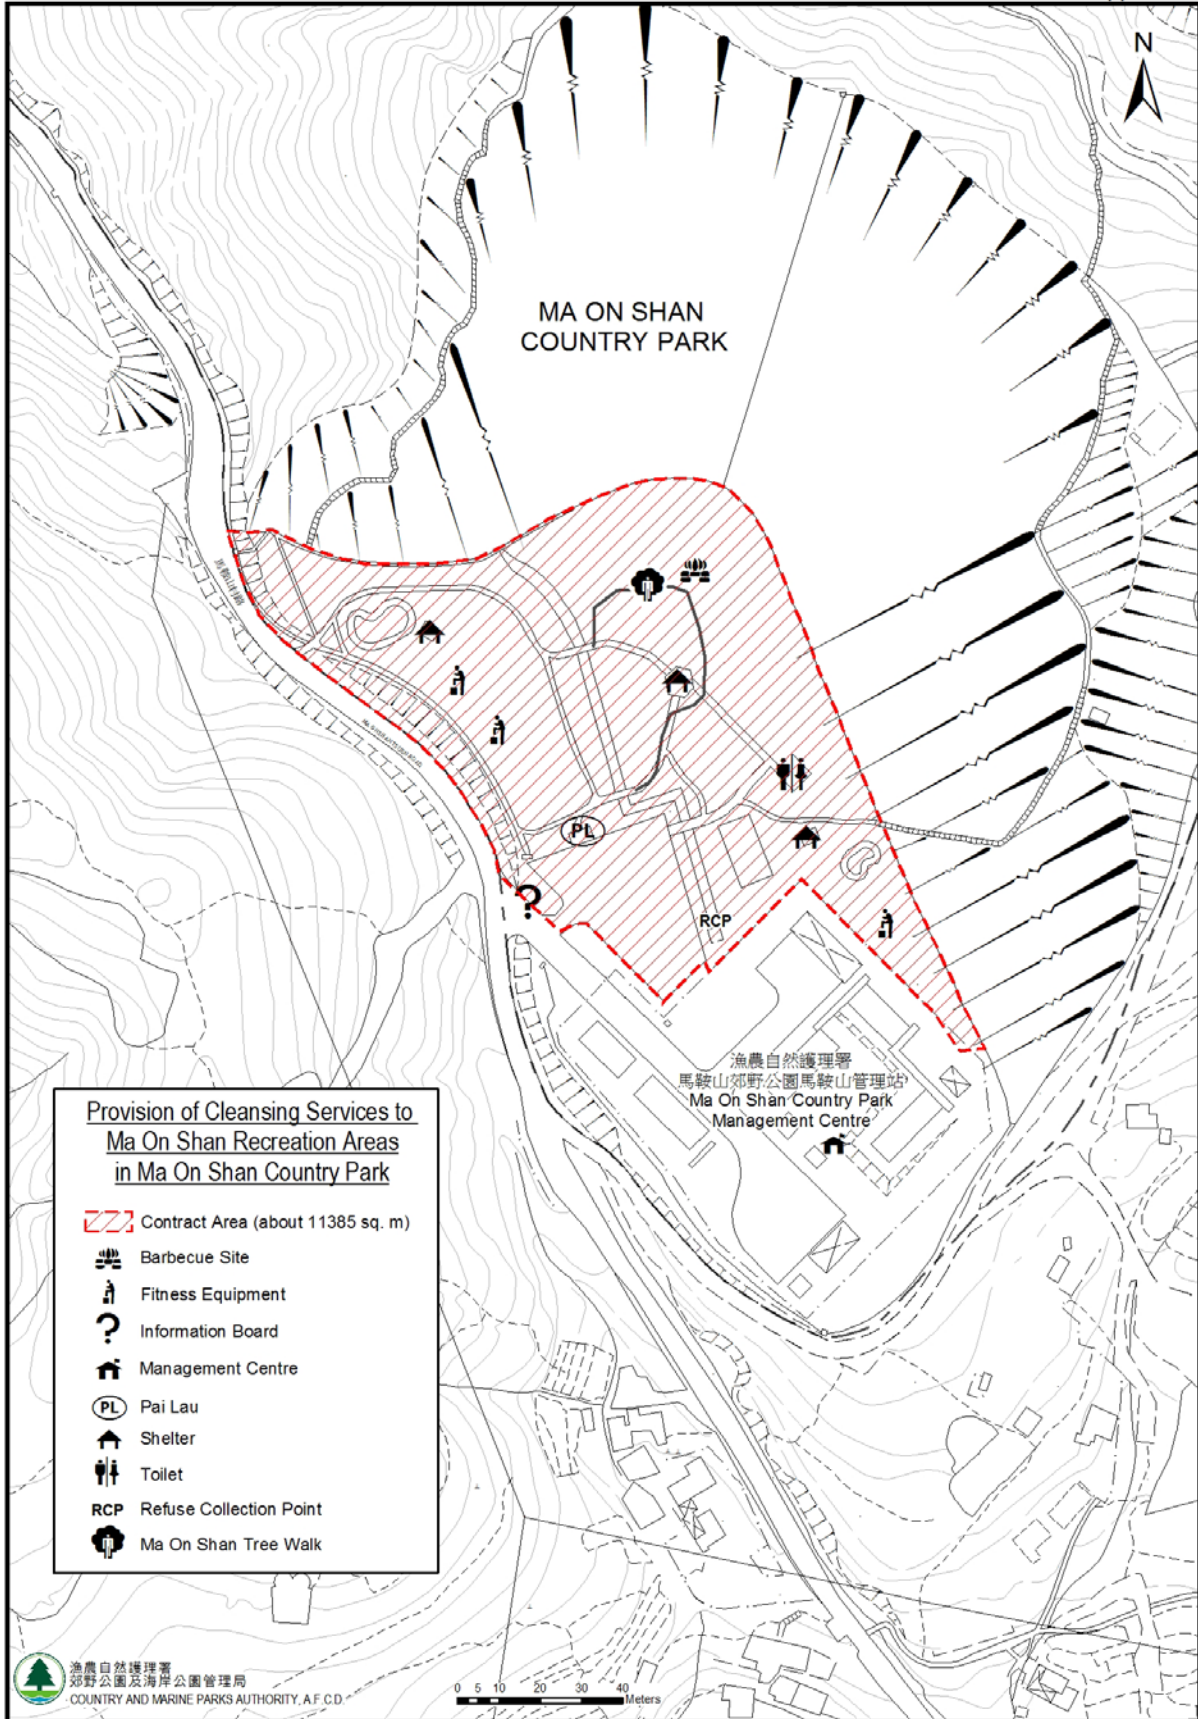 N
MA ON SHAN
COUNTRY PARK
馬鞍山村路
PL
?
RCP
漁農自然護理署
馬鞍山郊野公園馬鞍山管理站
Ma On Shan Country Park
Management Centre
Provision of Cleansing Services to
Ma On Shan Recreation Areas
in Ma On Shan Country Park
Contract Area (about 11385 sq. m)
Barbecue Site
Fitness Equipment
? Information Board
Management Centre
PL Pai Lau
Shelter
Toilet
RCP Refuse Collection Point
Ma On Shan Tree Walk
漁農自然護理署
郊野公園及海岸公園管理局
COUNTRY AND MARINE PARKS AUTHORITY, A.F.C.D.
0 5 10 20 30 40
Meters